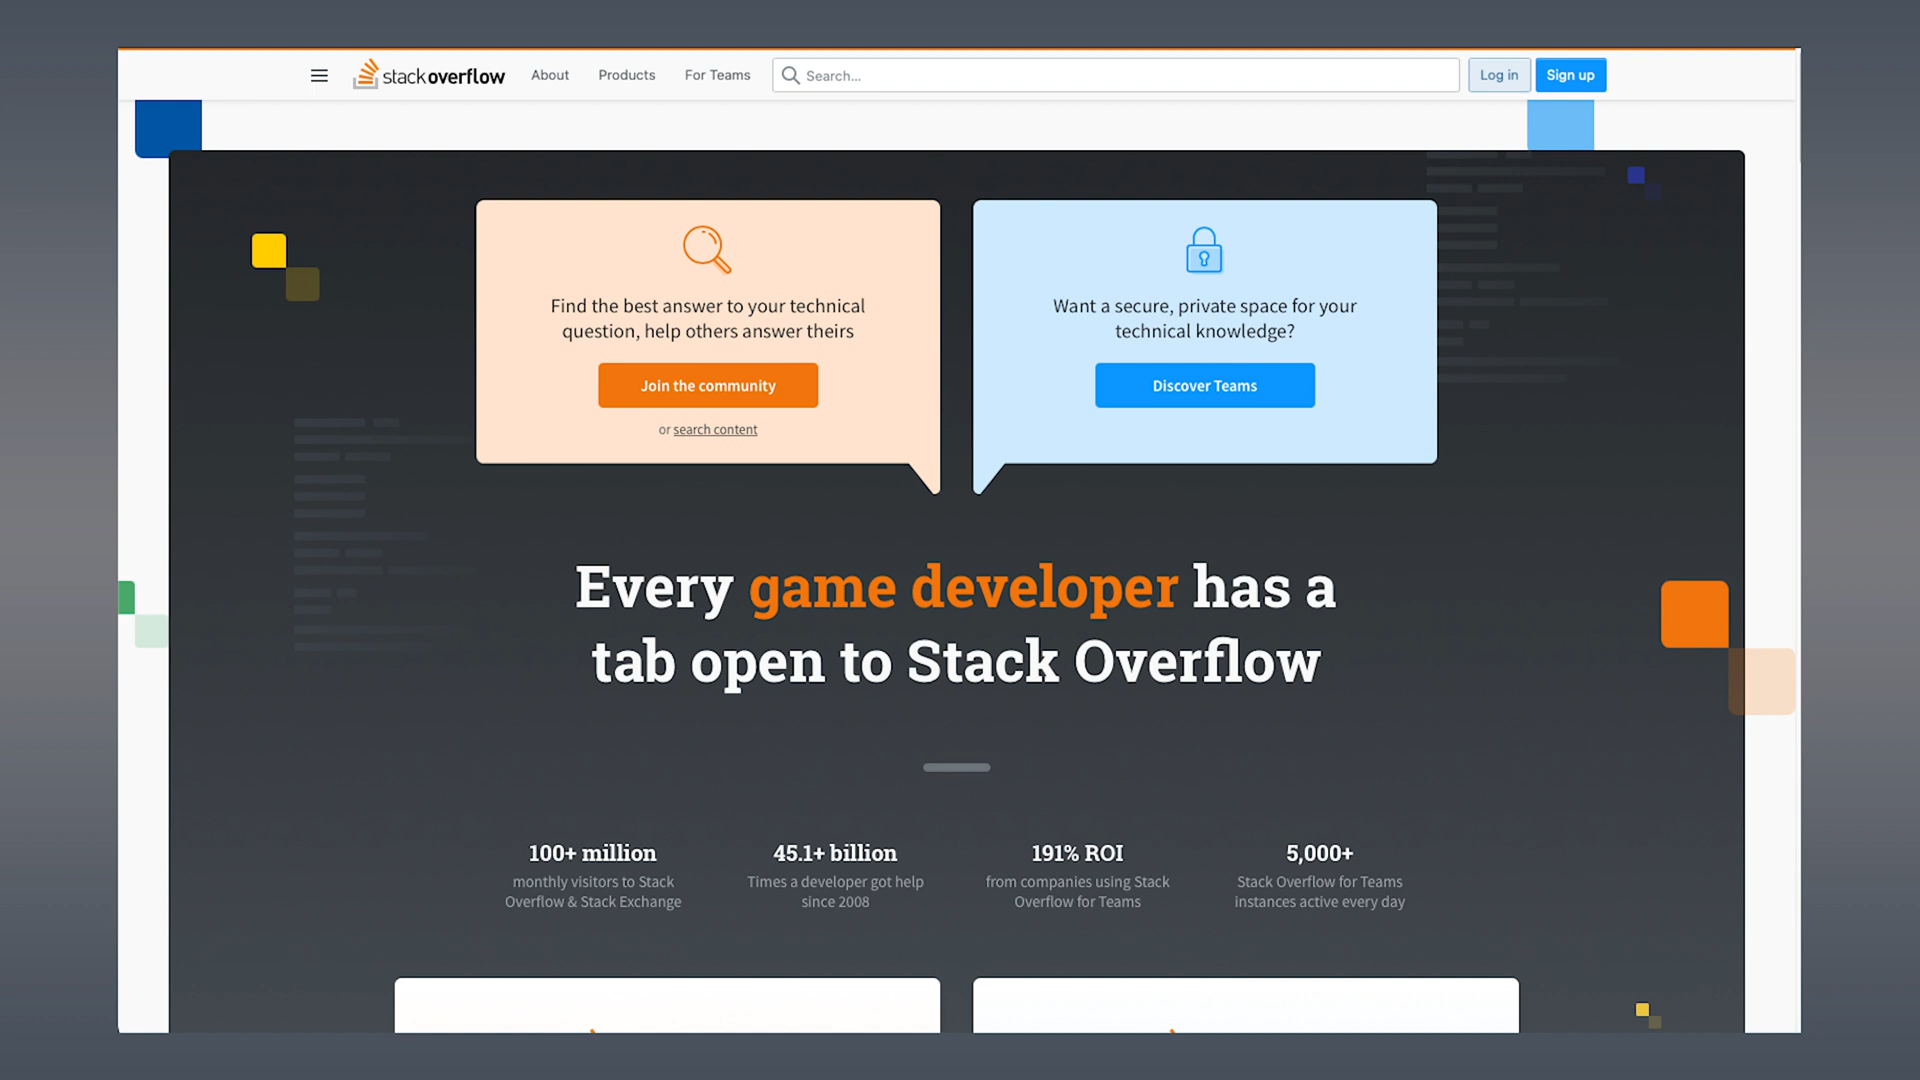 stackoverflow
About
Products
For Teams
Search...
Log in
Sign up
Find the best answer to your technical
question, help others answer theirs
Join the community
or search content
Want a secure, private space for your
technical knowledge?
Discover Teams
Every game developer has a
tab open to Stack Overflow
100+ million
monthly visitors to Stack
Overflow & Stack Exchange
45.1+ billion
Times a developer got help
since 2008
191% ROI
from companies using Stack
Overflow for Teams
5,000+
Stack Overflow for Teams
instances active every day